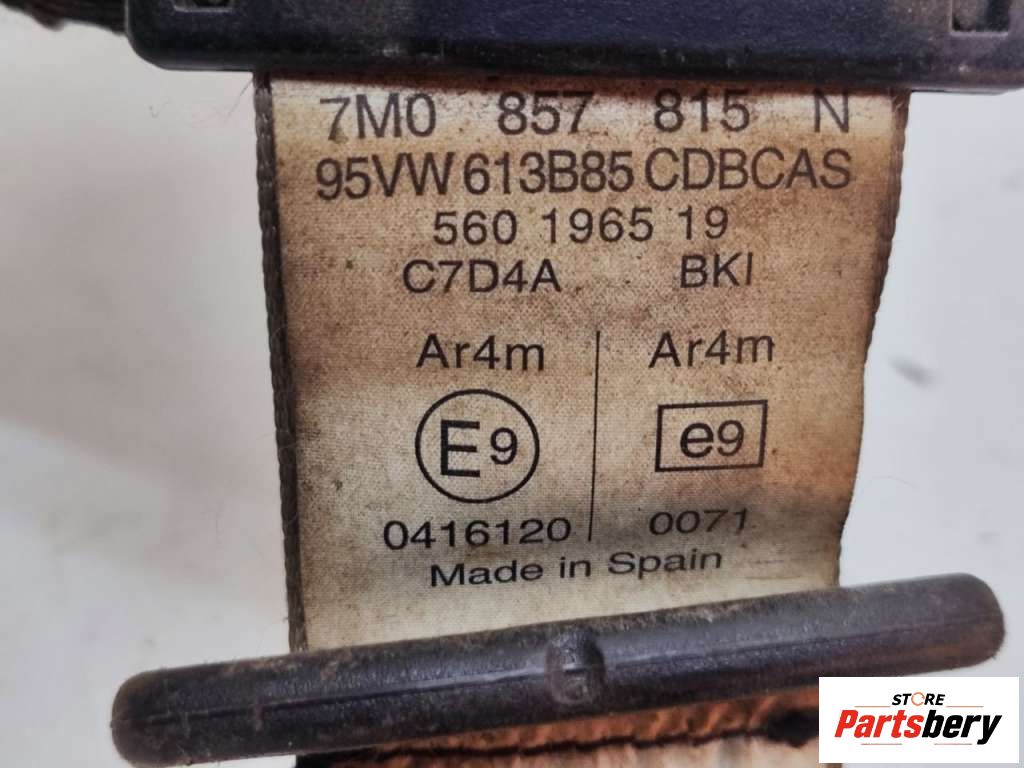 7M0 857 815 N
95VW 613B85 CDBCAS
560 1965 19
C7D4A BKI
Ar4m Ar4m
E9 e9
0416120 0071
Made in Spain
STORE
Partsbery